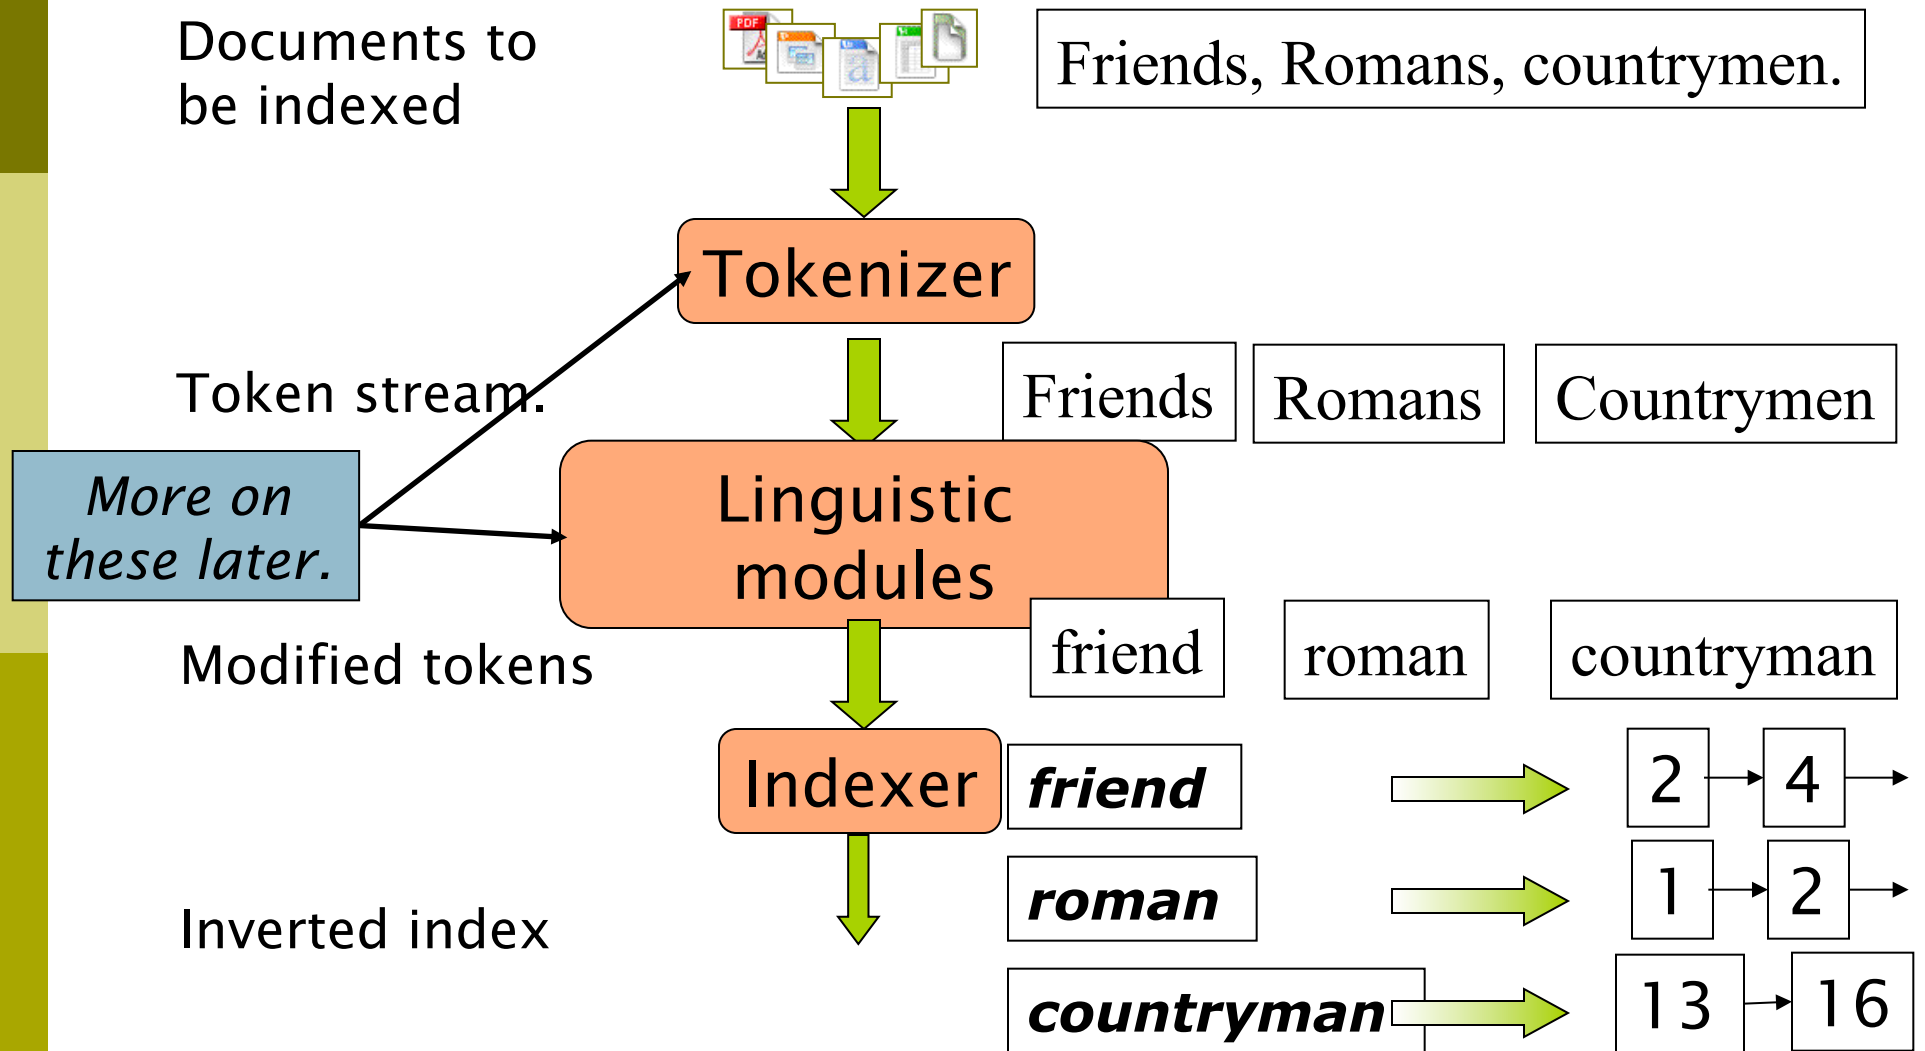 Documents to
be indexed
PDF
Friends, Romans, countrymen.
Tokenizer
Token stream.
Friends
Romans
Countrymen
More on
these later.
Linguistic
modules
Modified tokens
friend
roman
countryman
Indexer
friend
2
4
roman
1
2
Inverted index
countryman
13
16